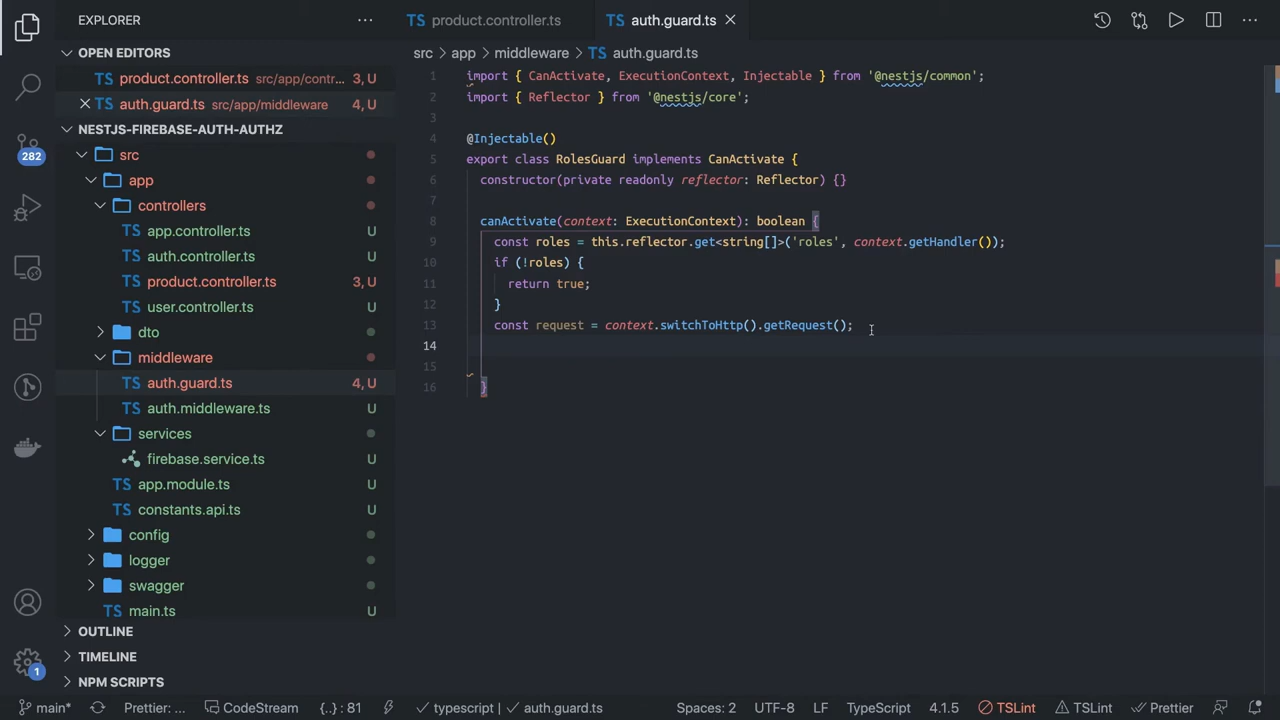 EXPLORER
OPEN EDITORS
TS product.controller.ts src/app/contr... 3, U
TS auth.guard.ts src/app/middleware 4, U
NESTJS-FIREBASE-AUTH-AUTHZ
src
app
controllers
TS app.controller.ts U
TS auth.controller.ts U
TS product.controller.ts 3, U
TS user.controller.ts U
dto
middleware
TS auth.guard.ts 4, U
TS auth.middleware.ts U
services
firebase.service.ts U
TS app.module.ts U
TS constants.api.ts U
config
logger
swagger
TS main.ts U
OUTLINE
TIMELINE
NPM SCRIPTS
282
1
TS product.controller.ts
TS auth.guard.ts
src > app > middleware > TS auth.guard.ts
1 import { CanActivate, ExecutionContext, Injectable } from '@nestjs/common';
2 import { Reflector } from '@nestjs/core';
3
4 @Injectable()
5 export class RolesGuard implements CanActivate {
6 constructor(private readonly reflector: Reflector) {}
7
8 canActivate(context: ExecutionContext): boolean {
9 const roles = this.reflector.get<string[]>('roles', context.getHandler());
10 if (!roles) {
11 return true;
12 }
13 const request = context.switchToHttp().getRequest();
14
15
16 }
main* Prettier: ... CodeStream {..} : 81 typescript | auth.guard.ts Spaces: 2 UTF-8 LF TypeScript 4.1.5 TSLint TSLint Prettier